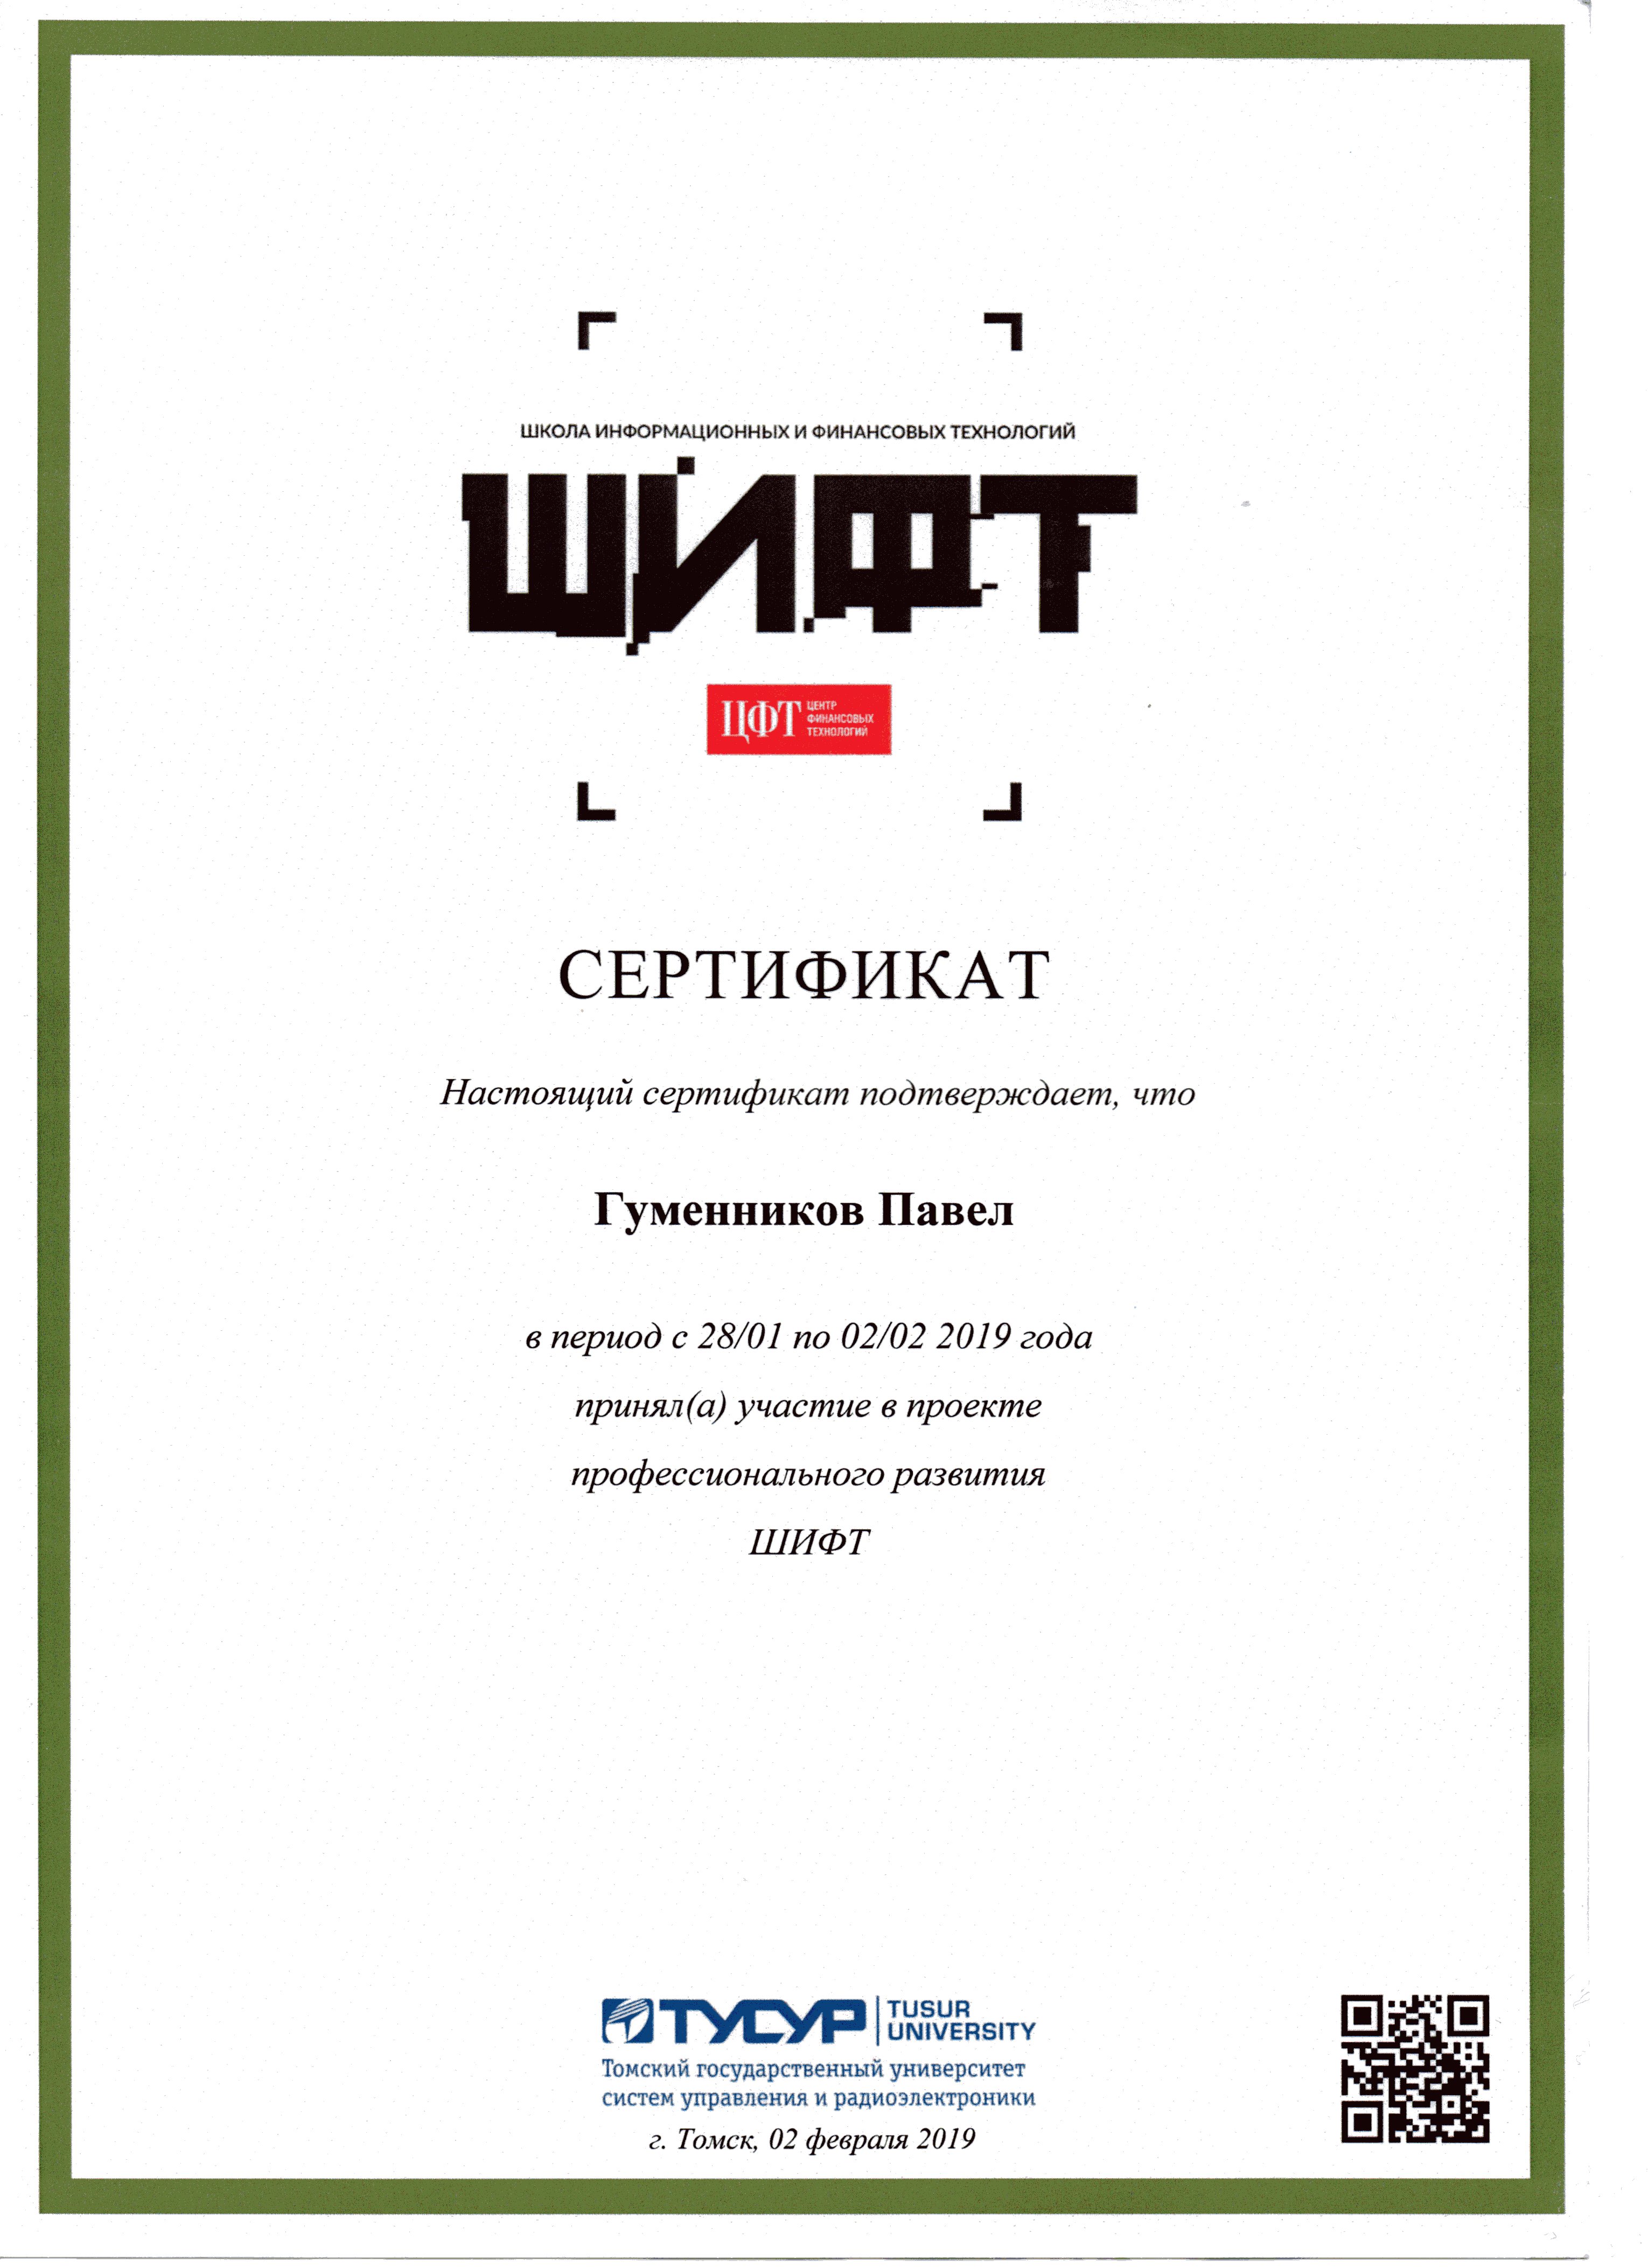 ШКОЛА ИНФОРМАЦИОННЫХ И ФИНАНСОВЫХ ТЕХНОЛОГИЙ
ШИФТ
ЦФТ ЦЕНТР
ФИНАНСОВЫХ
ТЕХНОЛОГИЙ
СЕРТИФИКАТ
Настоящий сертификат подтверждает, что
Гуменников Павел
в период с 28/01 по 02/02 2019 года
принял(а) участие в проекте
профессионального развития
ШИФТ
ТУСУР TUSUR
UNIVERSITY
Томский государственный университет
систем управления и радиоэлектроники
г. Томск, 02 февраля 2019